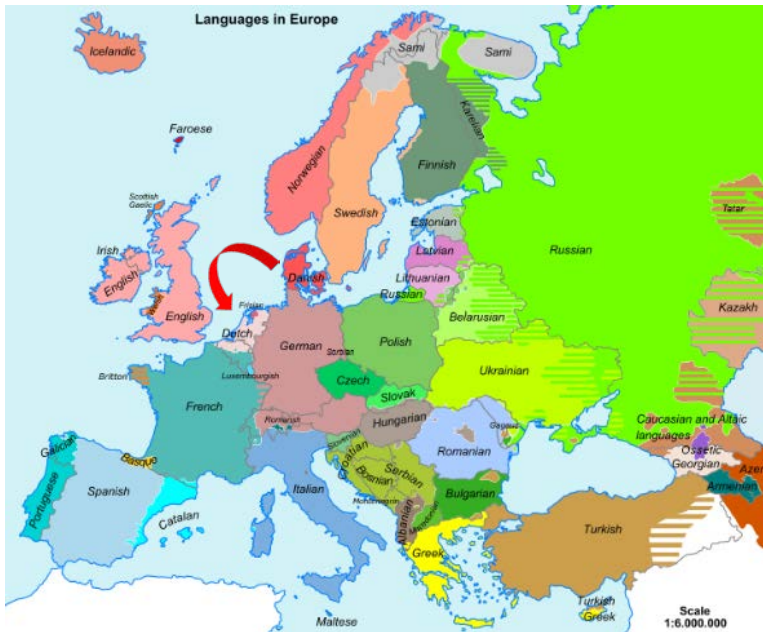 Languages in Europe
Icelandic
Sami
Sami
Faroese
Norwegian
Karelian
Finnish
Scottish
Gaelic
Swedish
Tatar
Estonian
Irish
Latvian
Russian
English
Danish
Lithuanian
Welsh
English
Russian
Kazakh
Frisian
Belarusian
Detch
German
Sorbian
Polish
Britton
Luxembourgish
Czech
Ukrainian
French
Slovak
Romansh
Hungarian
Gagauz
Caucasian and Altaic
languages
Galician
Slovenian
Romanian
Ossetic
Basque
Croatian
Serbian
Georgian
Portuguese
Spanish
Italian
Bosnian
Azer
Bulgarian
Armenian
Catalan
Albanian
Macedonian
Turkish
Greek
Turkish
Greek
Maltese
Scale
1:6.000.000